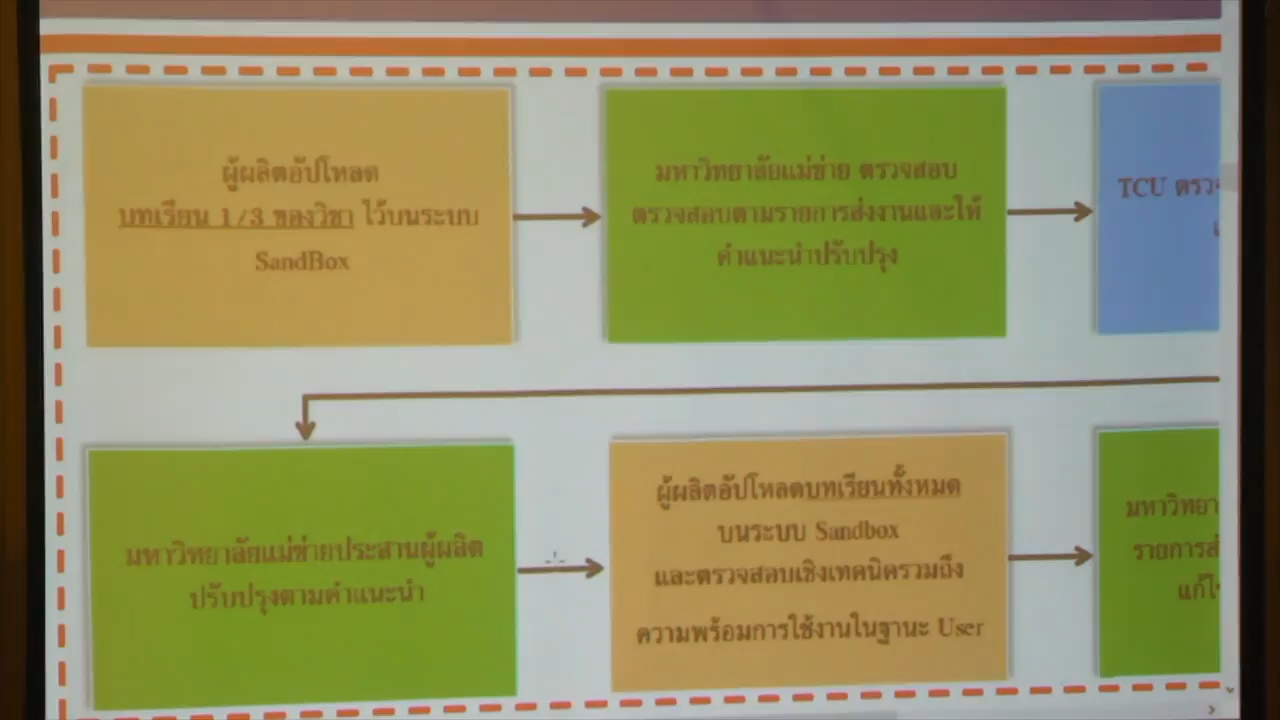 ผู้ผลิตอัปโหลด
บทเรียน 1/3 ของวิชา ไว้บนระบบ
SandBox
มหาวิทยาลัยแม่ข่าย ตรวจสอบ
ตรวจสอบตามรายการส่งงานและให้
คำแนะนำปรับปรุง
TCU
มหาวิทยาลัยแม่ข่ายประสานผู้ผลิต
ปรับปรุงตามคำแนะนำ
ผู้ผลิตอัปโหลดบทเรียนทั้งหมด
บนระบบ Sandbox
และตรวจสอบเชิงเทคนิครวมถึง
ความพร้อมการใช้งานในฐานะ User
มหาวิทยา
รายการส่
แก้ไ